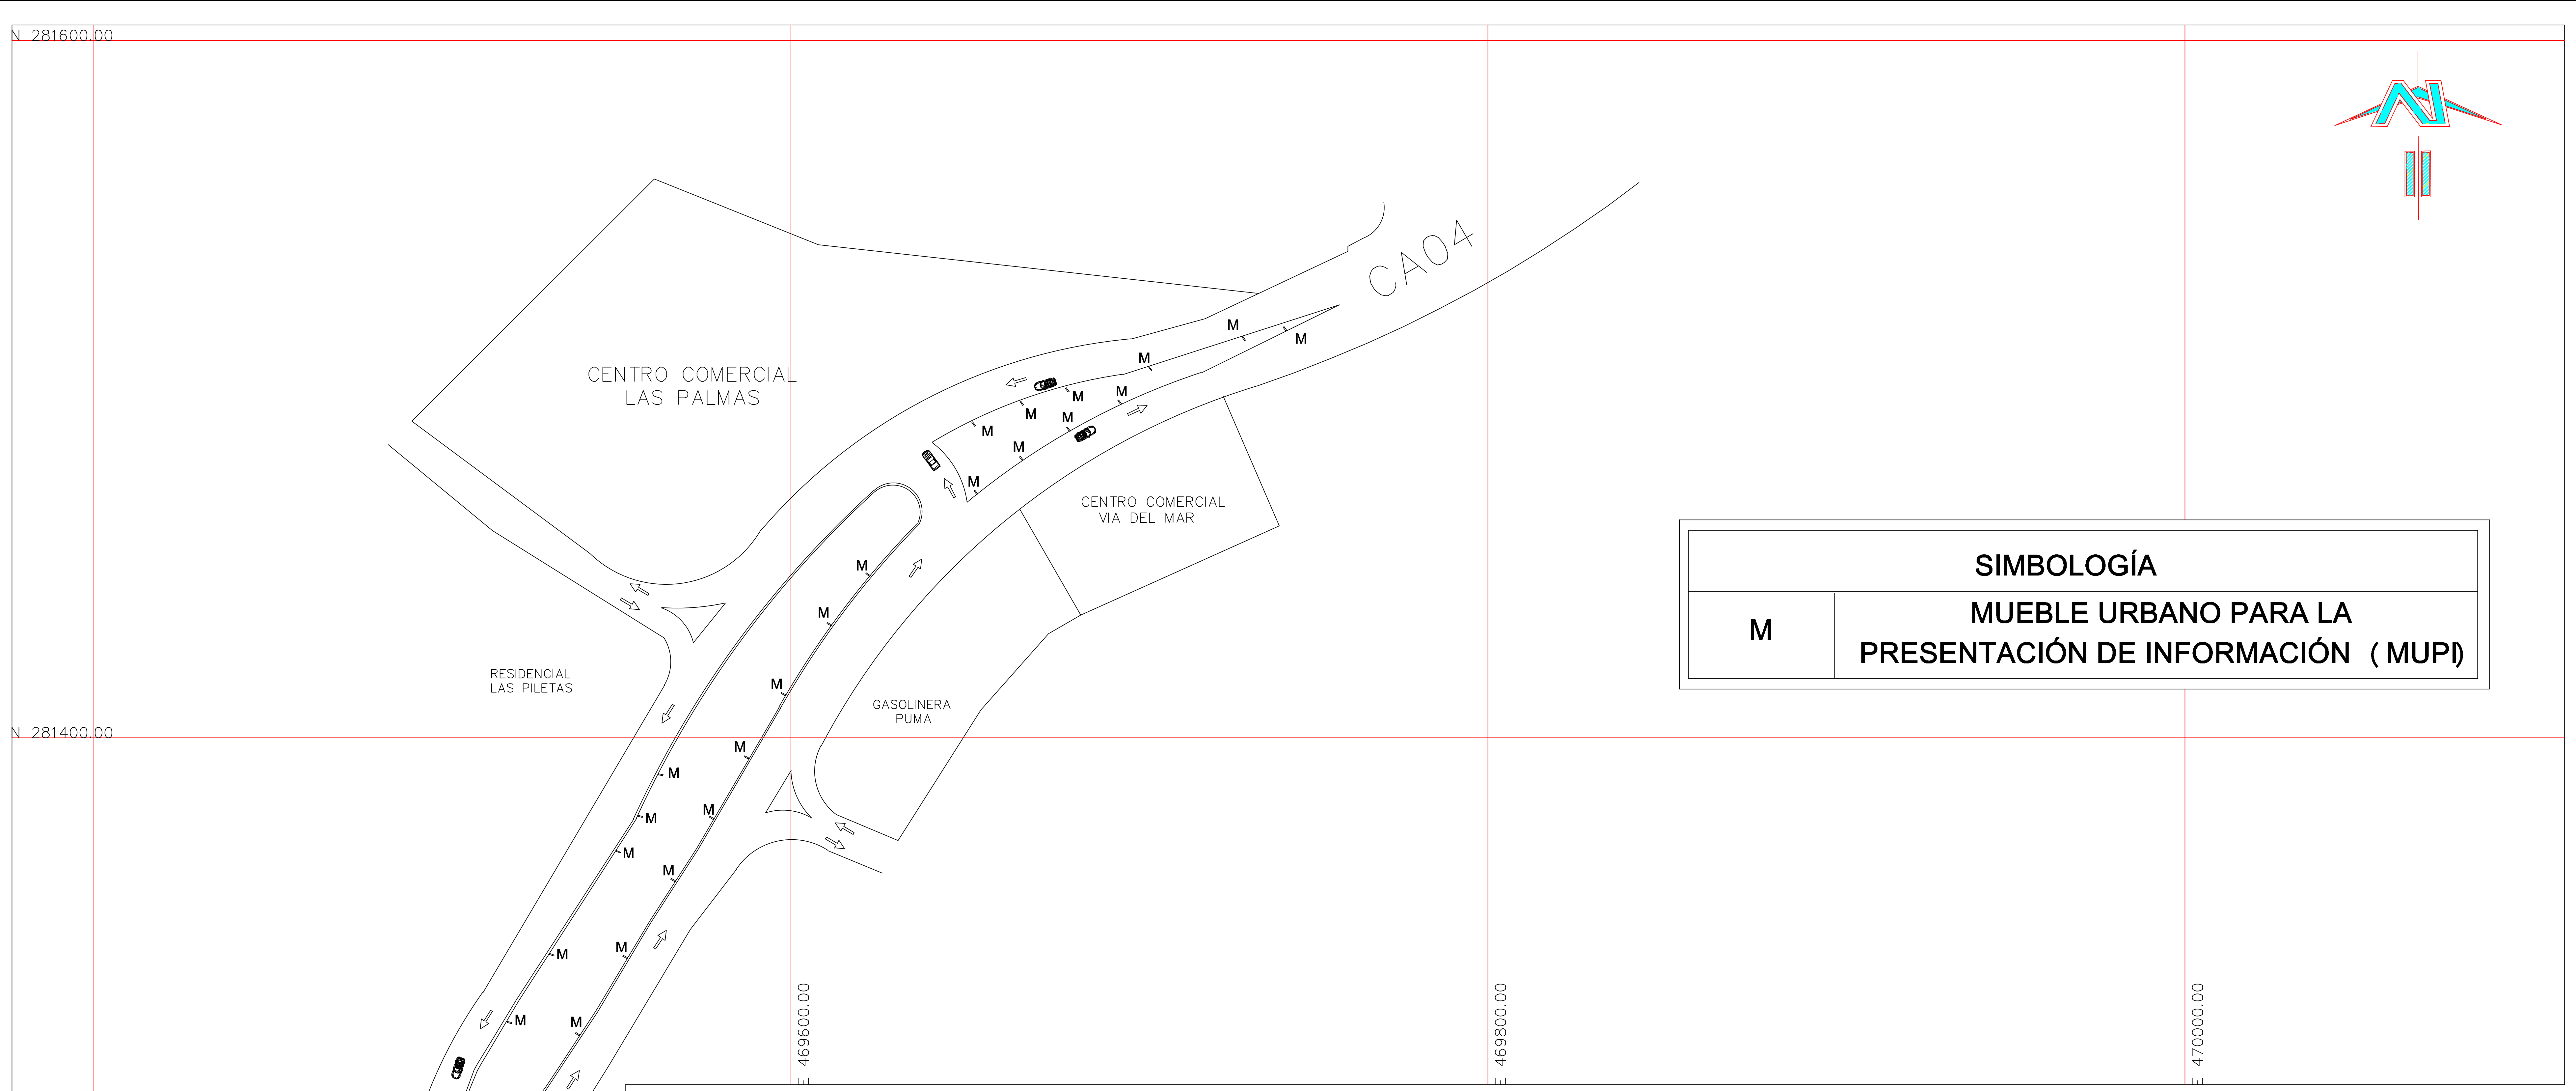 N 281600.00
CA04
M
M
M
CENTRO COMERCIAL
LAS PALMAS
M
M
M
M
M
M
M
M
CENTRO COMERCIAL
VIA DEL MAR
SIMBOLOGÍA
M
MUEBLE URBANO PARA LA
PRESENTACIÓN DE INFORMACIÓN ( MUPI)
M
M
RESIDENCIAL
LAS PILETAS
M
GASOLINERA
PUMA
N 281400.00
M
M
M
M
M
M
M
M
M
M
E 469600.00
E 469800.00
E 470000.00